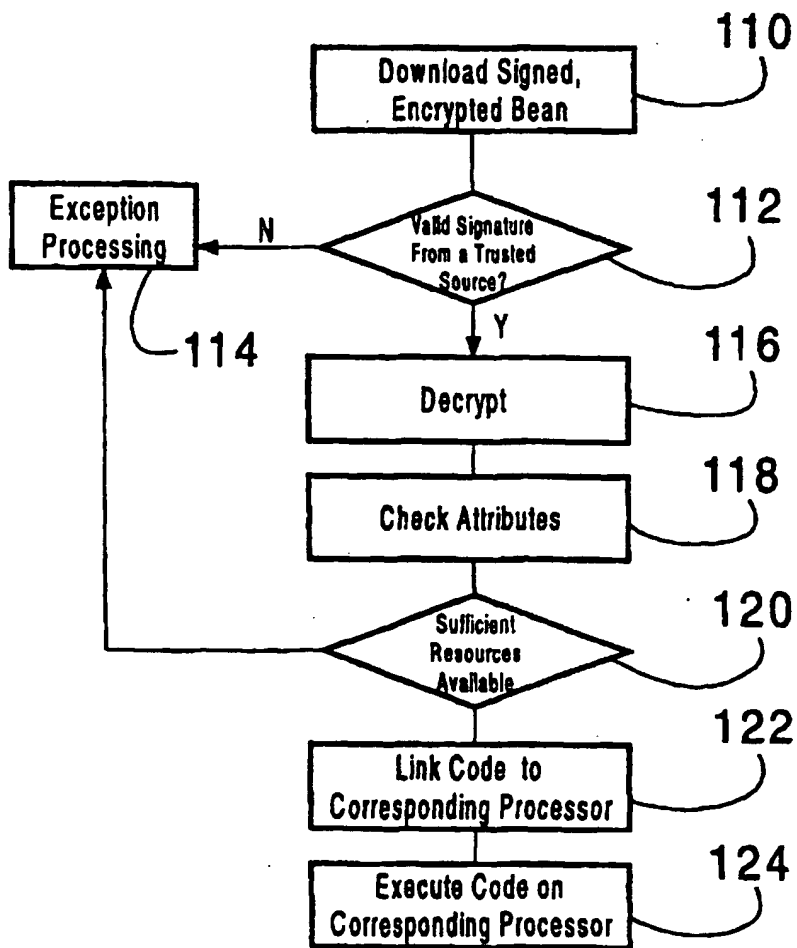 110
Download Signed,
Encrypted Bean
Exception
Processing
N
Valid Signature
From a Trusted
Source?
112
114
Y
116
Decrypt
118
Check Attributes
120
Sufficient
Resources
Available
122
Link Code to
Corresponding Processor
124
Execute Code on
Corresponding Processor